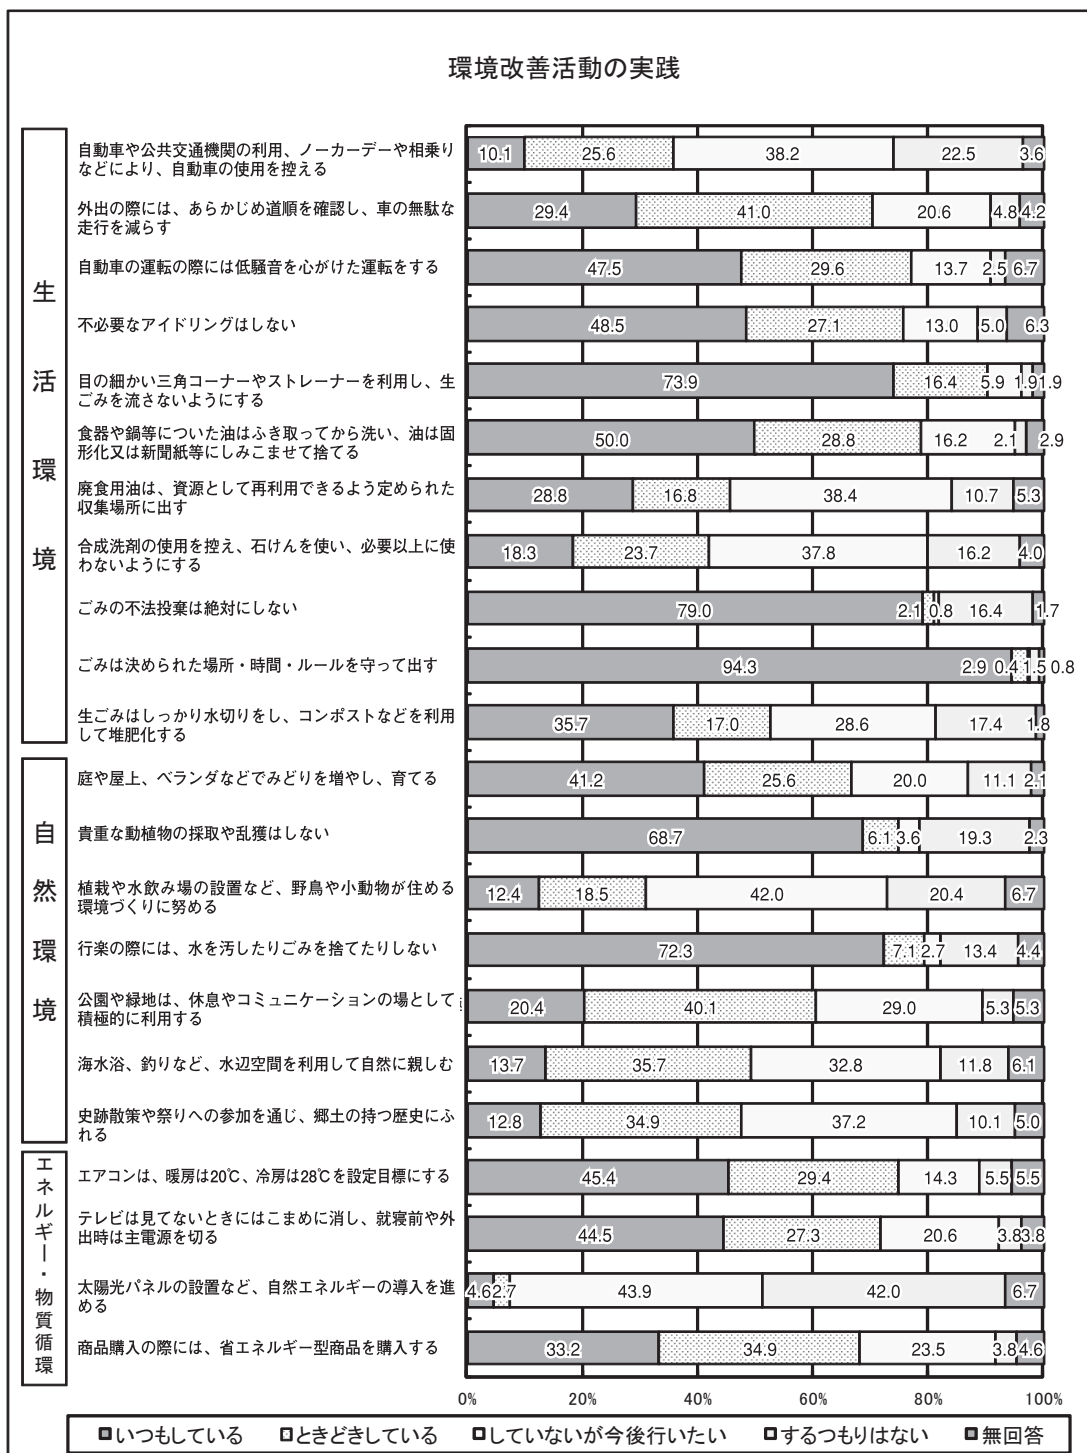 環境改善活動の実践
生活環境
自動車や公共交通機関の利用、ノーカーデーや相乗り
などにより、自動車の使用を控える
10.1 25.6 38.2 22.5 3.6
外出の際には、あらかじめ道順を確認し、車の無駄な
走行を減らす
29.4 41.0 20.6 4.8 4.2
自動車の運転の際には低騒音を心がけた運転をする
47.5 29.6 13.7 2.5 6.7
不必要なアイドリングはしない
48.5 27.1 13.0 5.0 6.3
目の細かい三角コーナーやストレーナーを利用し、生
ごみを流さないようにする
73.9 16.4 5.9 1.9 1.9
食器や鍋等についた油はふき取ってから洗い、油は固
形化又は新聞紙等にしみこませて捨てる
50.0 28.8 16.2 2.1 2.9
廃食用油は、資源として再利用できるよう定められた
収集場所に出す
28.8 16.8 38.4 10.7 5.3
合成洗剤の使用を控え、石けんを使い、必要以上に使
わないようにする
18.3 23.7 37.8 16.2 4.0
ごみの不法投棄は絶対にしない
79.0 2.1 0.8 16.4 1.7
ごみは決められた場所・時間・ルールを守って出す
94.3 2.9 0.4 1.5 0.8
生ごみはしっかり水切りをし、コンポストなどを利用
して堆肥化する
35.7 17.0 28.6 17.4 1.8
自然環境
庭や屋上、ベランダなどでみどりを増やし、育てる
41.2 25.6 20.0 11.1 2.1
貴重な動植物の採取や乱獲はしない
68.7 6.1 3.6 19.3 2.3
植栽や水飲み場の設置など、野鳥や小動物が住める
環境づくりに努める
12.4 18.5 42.0 20.4 6.7
行楽の際には、水を汚したりごみを捨てたりしない
72.3 7.1 2.7 13.4 4.4
公園や緑地は、休息やコミュニケーションの場として
積極的に利用する
20.4 40.1 29.0 5.3 5.3
海水浴、釣りなど、水辺空間を利用して自然に親しむ
13.7 35.7 32.8 11.8 6.1
史跡散策や祭りへの参加を通じ、郷土の持つ歴史にふ
れる
12.8 34.9 37.2 10.1 5.0
エネルギー・物質循環
エアコンは、暖房は20℃、冷房は28℃を設定目標にする
45.4 29.4 14.3 5.5 5.5
テレビは見てないときにはこまめに消し、就寝前や外
出時は主電源を切る
44.5 27.3 20.6 3.8 3.8
太陽光パネルの設置など、自然エネルギーの導入を進
める
4.6 2.7 43.9 42.0 6.7
商品購入の際には、省エネルギー型商品を購入する
33.2 34.9 23.5 3.8 4.6
0% 20% 40% 60% 80% 100%
いつもしている ときどきしている していないが今後行いたい するつもりはない 無回答